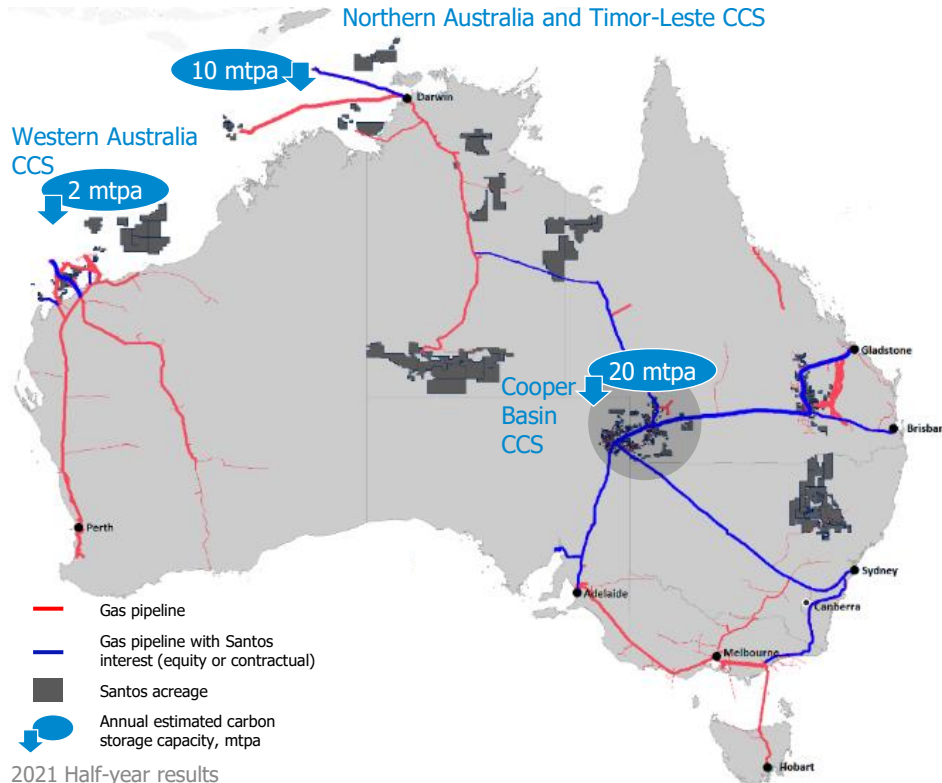 Northern Australia and Timor-Leste CCS
10 mtpa
Darwin
Western Australia
CCS
2 mtpa
Gladstone
20 mtpa
Cooper
Basin
CCS
Brisban
Perth
Sydney
Adelaide
Canberra
Melbourne
Gas pipeline
Gas pipeline with Santos
interest (equity or contractual)
Santos acreage
Annual estimated carbon
storage capacity, mtpa
Hobart
2021 Half-year results